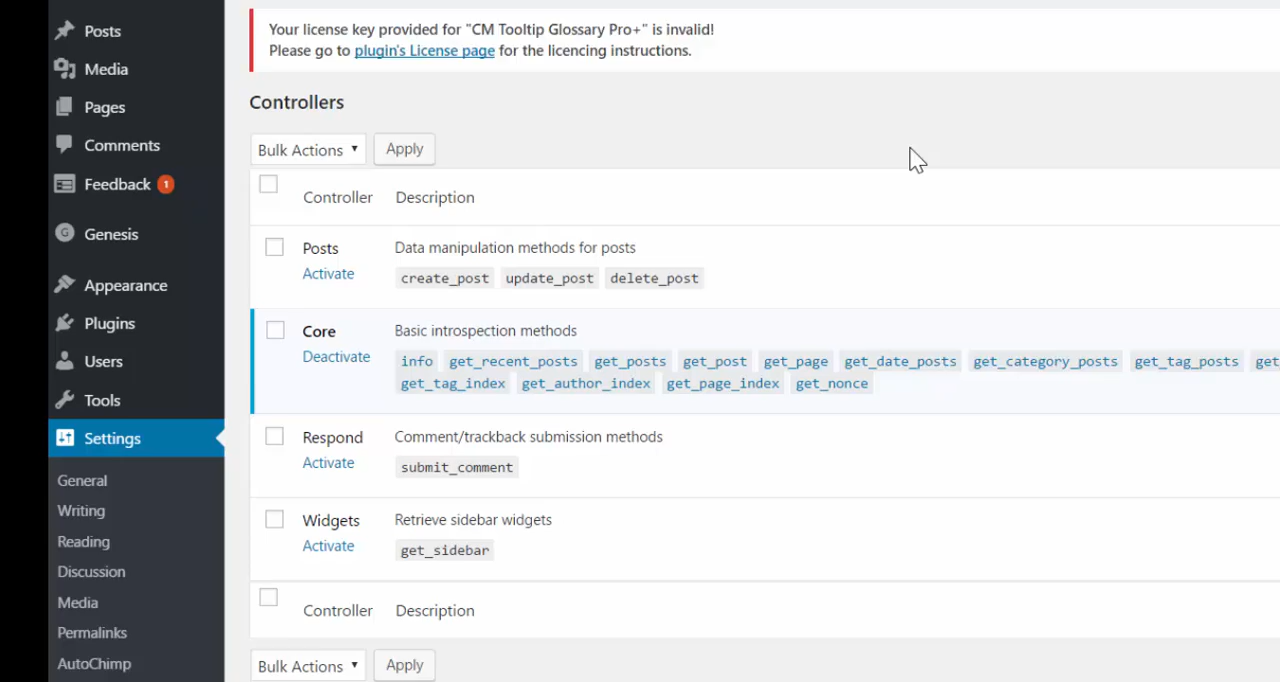 Posts
Media
Pages
Comments
Feedback 1
G Genesis
Appearance
Plugins
Users
Tools
Settings
General
Writing
Reading
Discussion
Media
Permalinks
AutoChimp
Your license key provided for "CM Tooltip Glossary Pro+" is invalid!
Please go to plugin's License page for the licencing instructions.
Controllers
Bulk Actions Apply
Controller Description
Posts Data manipulation methods for posts
Activate create_post update_post delete_post
Core Basic introspection methods
Deactivate info get_recent_posts get_posts get_post get_page get_date_posts get_category_posts get_tag_posts
get_tag_index get_author_index get_page_index get_nonce
Respond Comment/trackback submission methods
Activate submit_comment
Widgets Retrieve sidebar widgets
Activate get_sidebar
Controller Description
Bulk Actions Apply